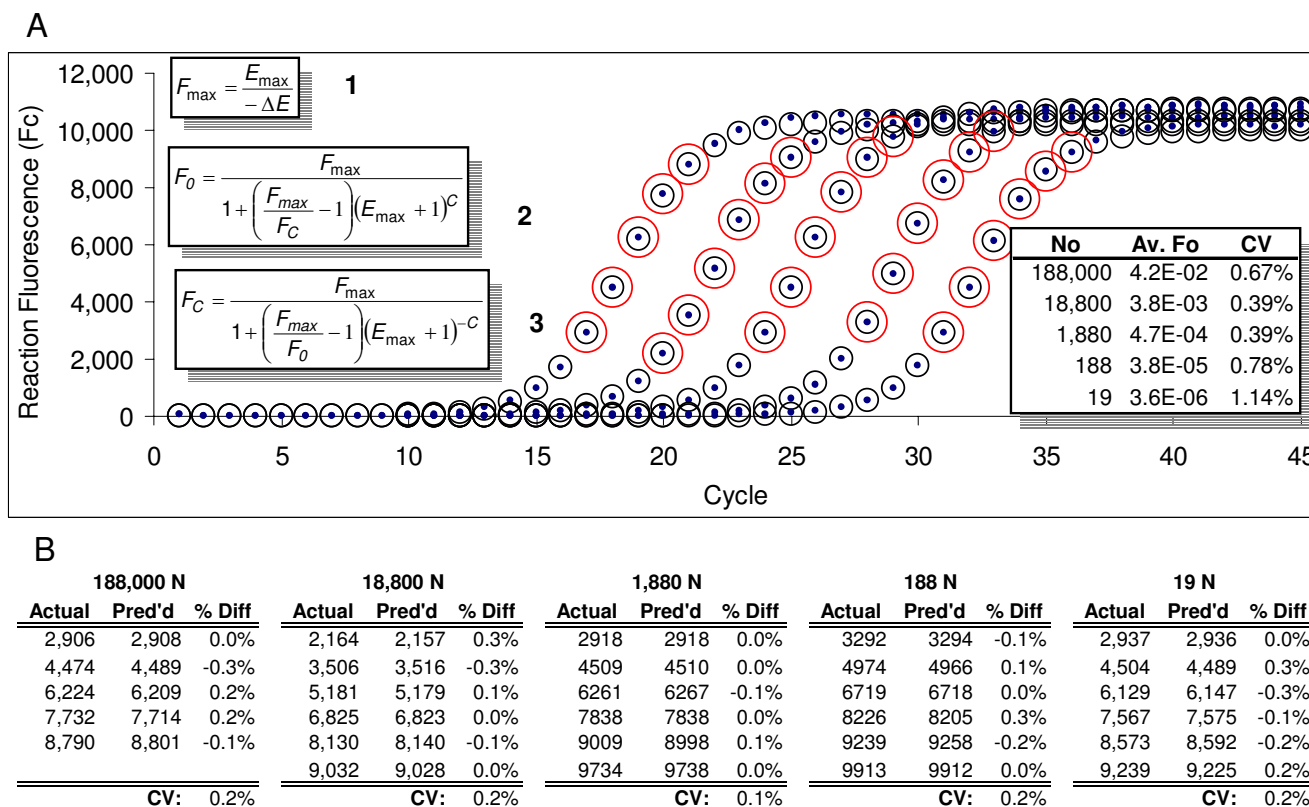 A
12,000
10,000
8,000
6,000
4,000
2,000
0
Reaction Fluorescence (Fc)
F_max = E_max / -ΔE
1
F_0 = F_max / (1 + (F_max / F_C - 1)(E_max + 1)^C)
2
F_C = F_max / (1 + (F_max / F_0 - 1)(E_max + 1)^-C)
3
No Av. Fo CV
188,000 4.2E-02 0.67%
18,800 3.8E-03 0.39%
1,880 4.7E-04 0.39%
188 3.8E-05 0.78%
19 3.6E-06 1.14%
0 5 10 15 20 25 30 35 40 45
Cycle
B
188,000 N 18,800 N 1,880 N 188 N 19 N
Actual Pred'd % Diff Actual Pred'd % Diff Actual Pred'd % Diff Actual Pred'd % Diff Actual Pred'd % Diff
2,906 2,908 0.0% 2,164 2,157 0.3% 2918 2918 0.0% 3292 3294 -0.1% 2,937 2,936 0.0%
4,474 4,489 -0.3% 3,506 3,516 -0.3% 4509 4510 0.0% 4974 4966 0.1% 4,504 4,489 0.3%
6,224 6,209 0.2% 5,181 5,179 0.1% 6261 6267 -0.1% 6719 6718 0.0% 6,129 6,147 -0.3%
7,732 7,714 0.2% 6,825 6,823 0.0% 7838 7838 0.0% 8226 8205 0.3% 7,567 7,575 -0.1%
8,790 8,801 -0.1% 8,130 8,140 -0.1% 9009 8998 0.1% 9239 9258 -0.2% 8,573 8,592 -0.2%
9,032 9,028 0.0% 9734 9738 0.0% 9913 9912 0.0% 9,239 9,225 0.2%
CV: 0.2% CV: 0.2% CV: 0.1% CV: 0.2% CV: 0.2%